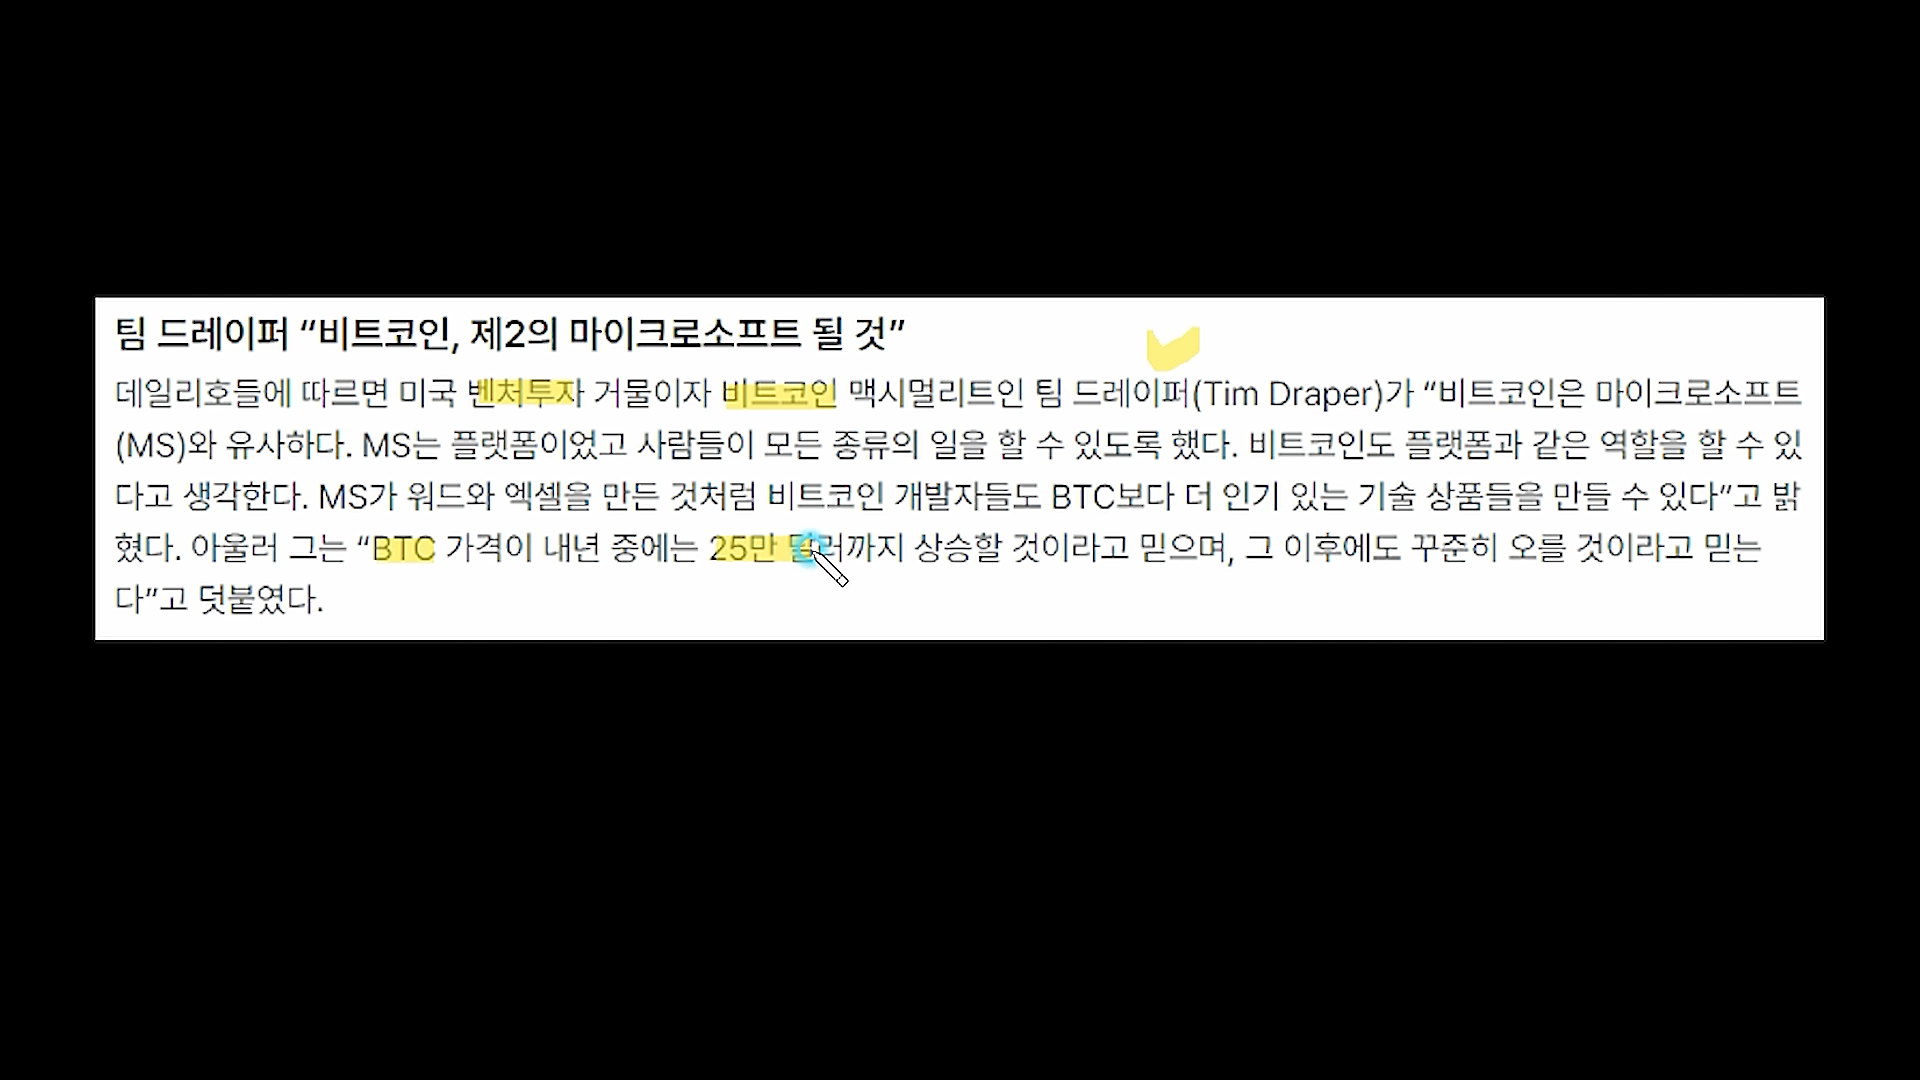 팀 드레이퍼 “비트코인, 제2의 마이크로소프트 될 것”
데일리호들에 따르면 미국 벤처투자 거물이자 비트코인 맥시멀리트인 팀 드레이퍼(Tim Draper)가 “비트코인은 마이크로소프트
(MS)와 유사하다. MS는 플랫폼이었고 사람들이 모든 종류의 일을 할 수 있도록 했다. 비트코인도 플랫폼과 같은 역할을 할 수 있
다고 생각한다. MS가 워드와 엑셀을 만든 것처럼 비트코인 개발자들도 BTC보다 더 인기 있는 기술 상품들을 만들 수 있다”고 밝
혔다. 아울러 그는 “BTC 가격이 내년 중에는 25만 달러까지 상승할 것이라고 믿으며, 그 이후에도 꾸준히 오를 것이라고 믿는
다”고 덧붙였다.